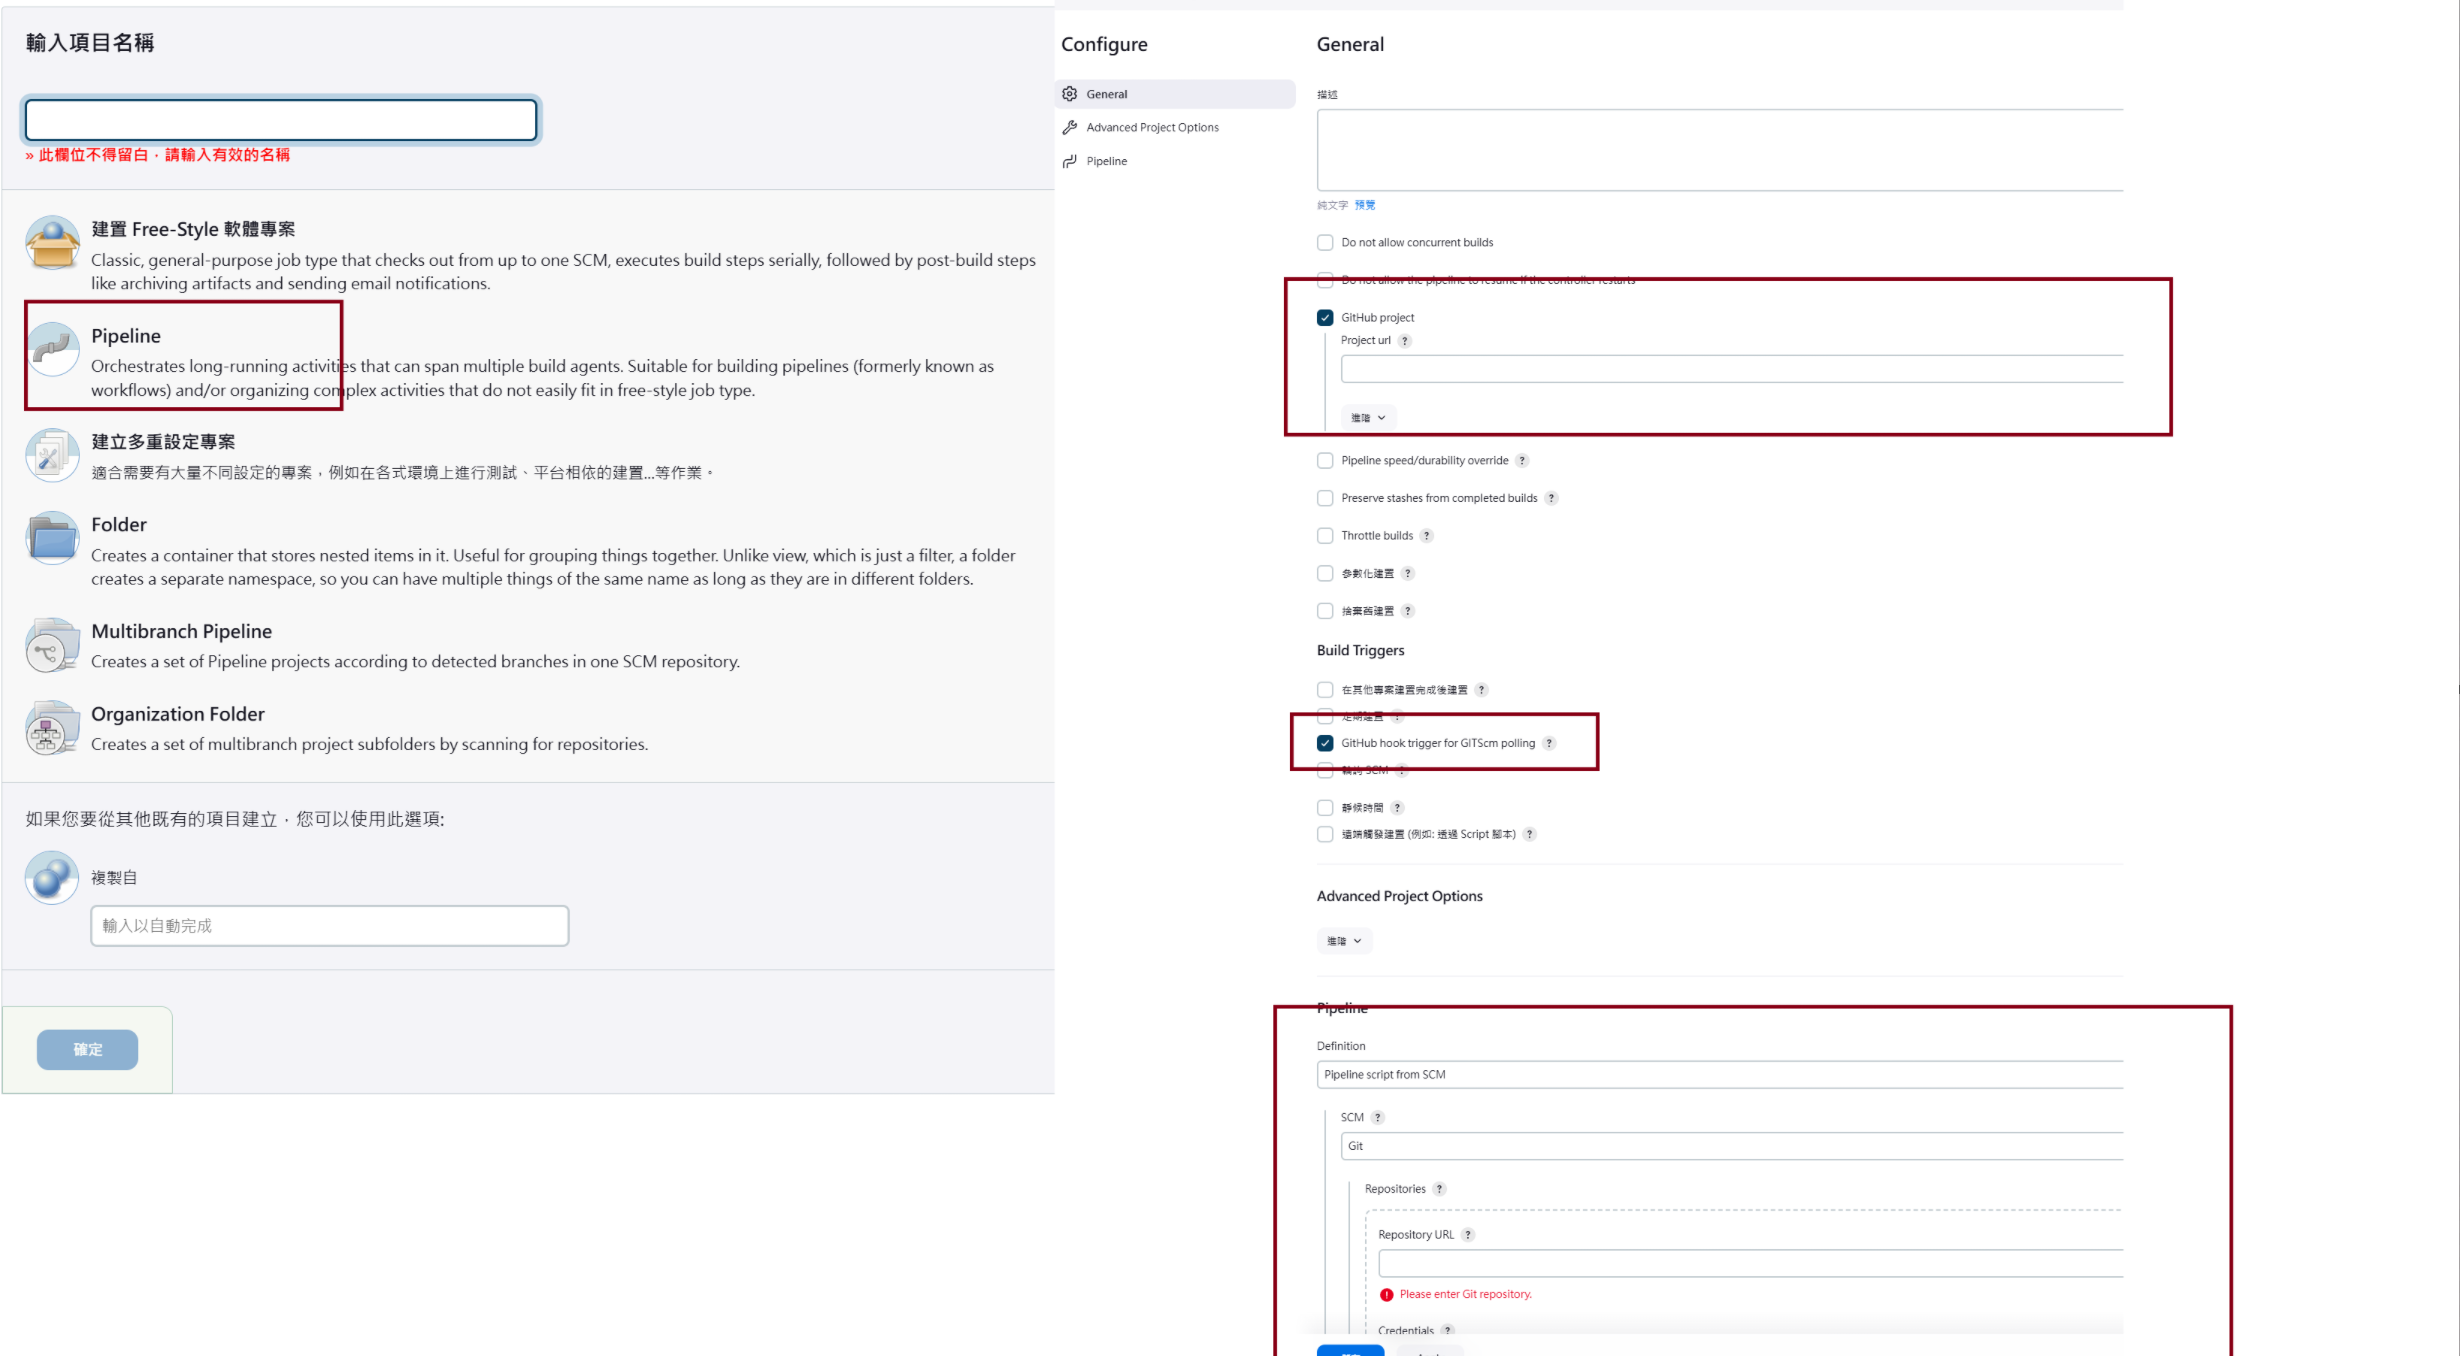 輸入項目名稱
» 此欄位不得留白，請輸入有效的名稱
建置 Free-Style 軟體專案
Classic, general-purpose job type that checks out from up to one SCM, executes build steps serially, followed by post-build steps
like archiving artifacts and sending email notifications.
Pipeline
Orchestrates long-running activities that can span multiple build agents. Suitable for building pipelines (formerly known as
workflows) and/or organizing complex activities that do not easily fit in free-style job type.
建立多重設定專案
適合需要有大量不同設定的專案，例如在各式環境上進行測試、平台相依的建置...等作業。
Folder
Creates a container that stores nested items in it. Useful for grouping things together. Unlike view, which is just a filter, a folder
creates a separate namespace, so you can have multiple things of the same name as long as they are in different folders.
Multibranch Pipeline
Creates a set of Pipeline projects according to detected branches in one SCM repository.
Organization Folder
Creates a set of multibranch project subfolders by scanning for repositories.
如果您要從其他既有的項目建立，您可以使用此選項:
複製自
輸入以自動完成
確定
Configure
General
Advanced Project Options
Pipeline
General
描述
純文字 預覽
Do not allow concurrent builds
Do not allow the pipeline to resume if the controller restarts
GitHub project
Project url ?
進階
Pipeline speed/durability override ?
Preserve stashes from completed builds ?
Throttle builds ?
參數化建置 ?
捨棄舊建置 ?
Build Triggers
在其他專案建置完成後建置 ?
定期建置 ?
GitHub hook trigger for GITScm polling ?
輪詢 SCM ?
靜候時間 ?
遠端觸發建置 (例如: 透過 Script 腳本) ?
Advanced Project Options
進階
Pipeline
Definition
Pipeline script from SCM
SCM ?
Git
Repositories ?
Repository URL ?
Please enter Git repository.
Credentials ?